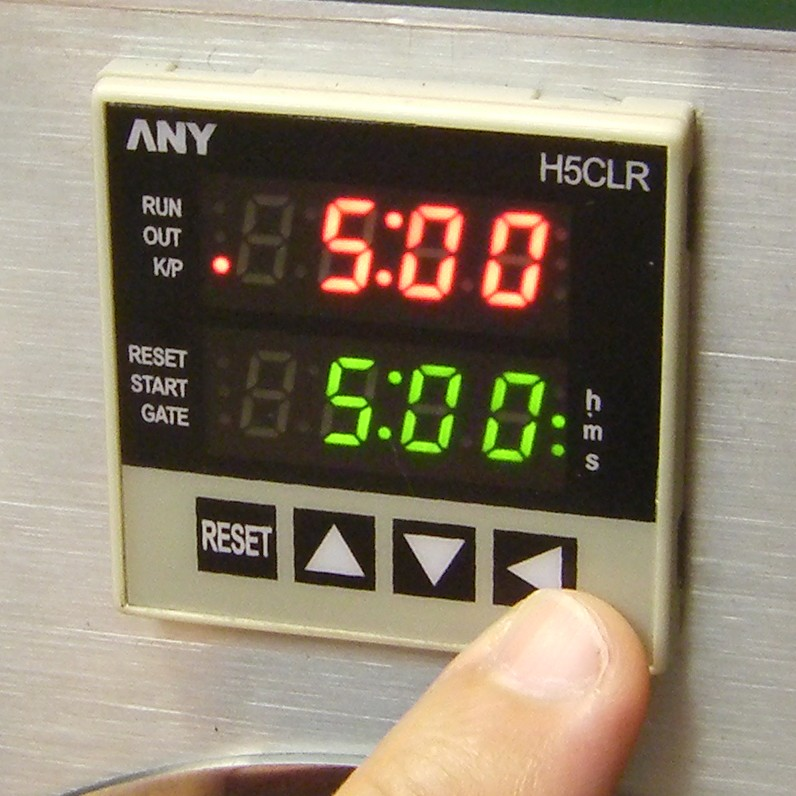 ANY
H5CLR
RUN
OUT
K/P
5:00
RESET
START
GATE
5:00
h
m
s
RESET